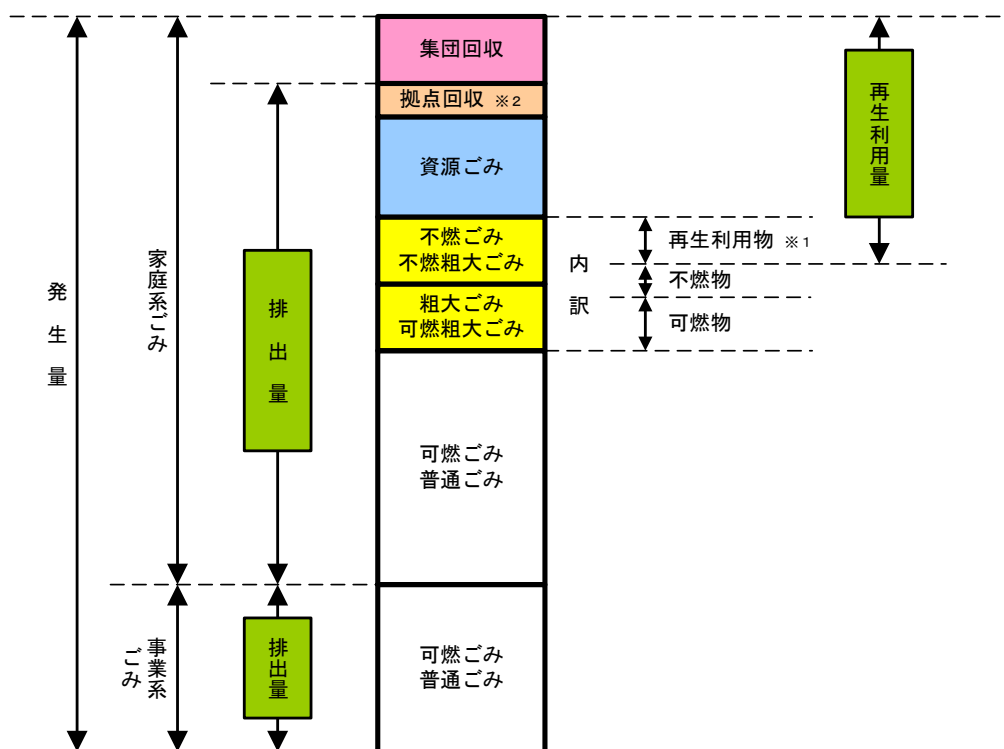 発生量
家庭系ごみ
事業系
ごみ
排出量
排出量
集団回収
拠点回収 ※2
資源ごみ
不燃ごみ
不燃粗大ごみ
粗大ごみ
可燃粗大ごみ
可燃ごみ
普通ごみ
可燃ごみ
普通ごみ
内訳
再生利用物 ※1
不燃物
可燃物
再生利用量